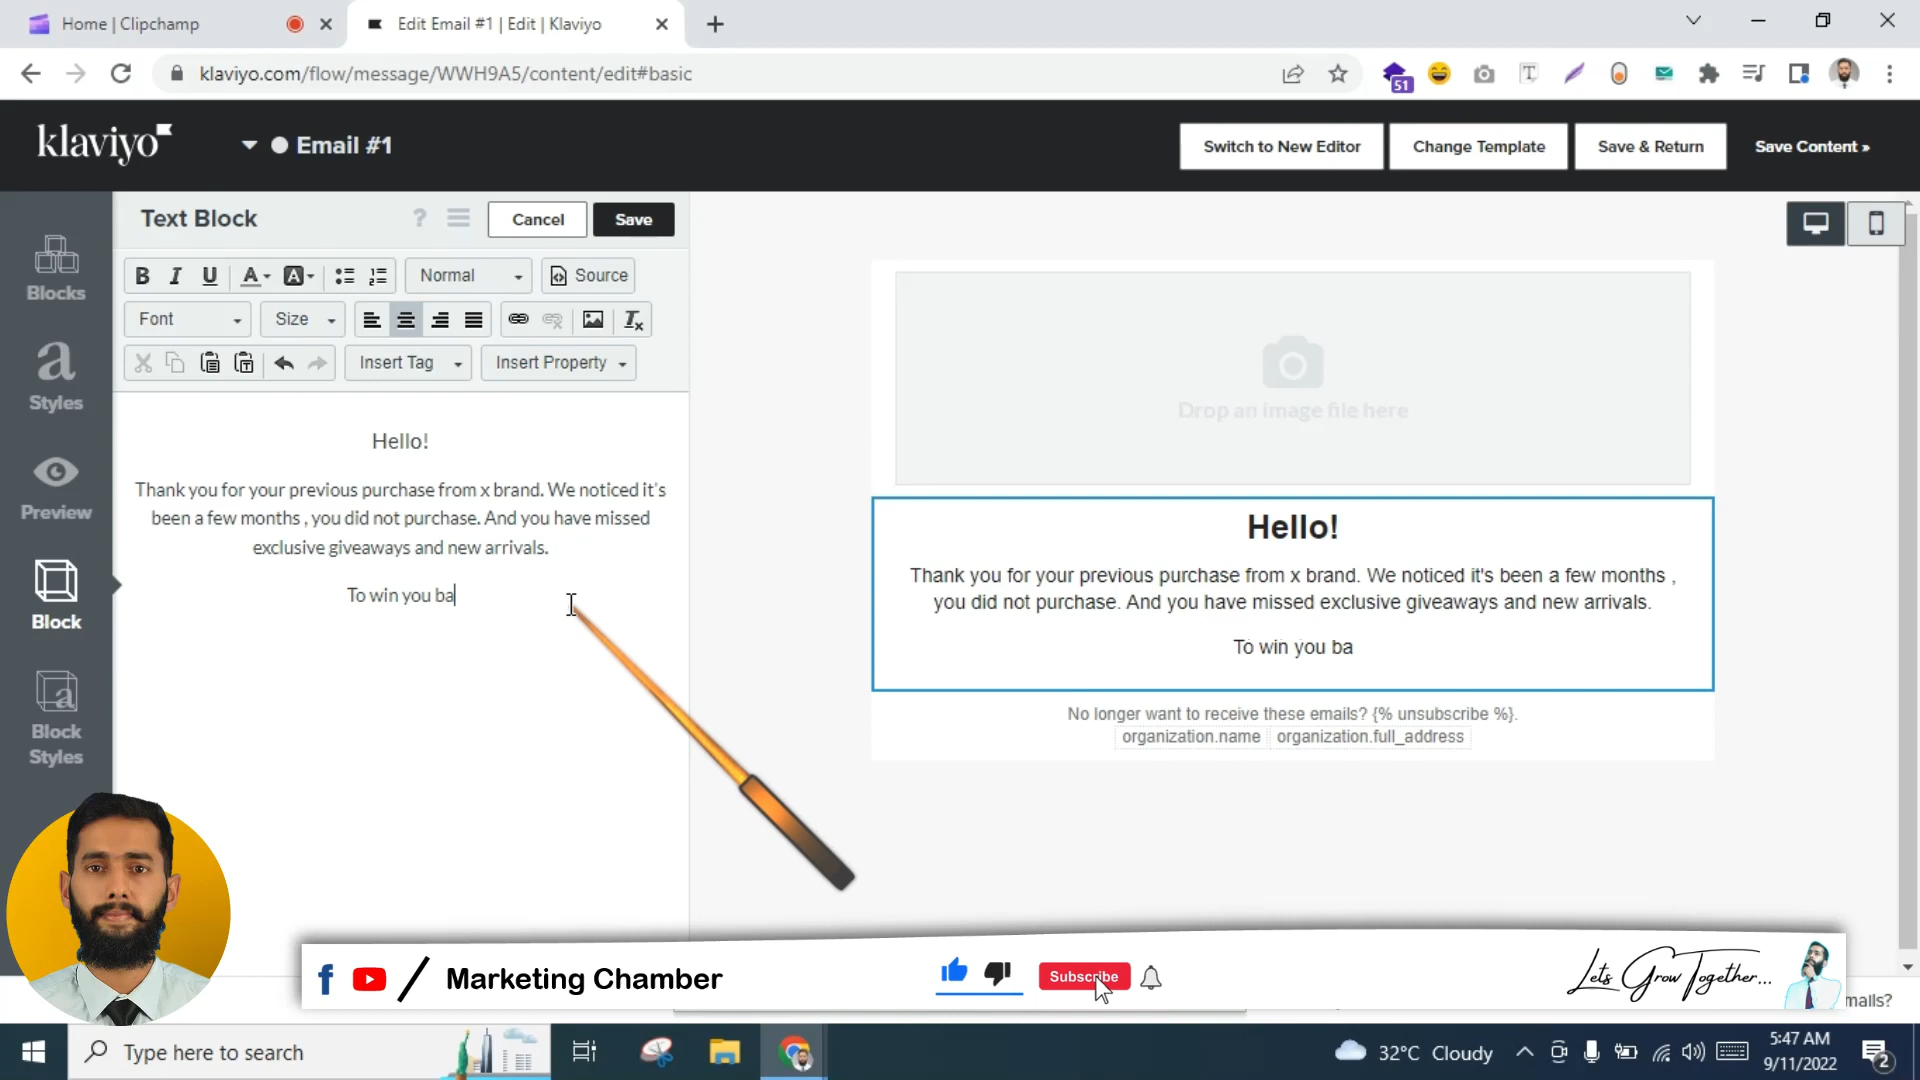 Home | Clipchamp
Edit Email #1 | Edit | Klaviyo
klaviyo.com/flow/message/WWH9A5/content/edit#basic
51
klaviyo
Email #1
Switch to New Editor
Change Template
Save & Return
Save Content »
Blocks
Styles
Preview
Block
Block
Styles
Text Block
?
Cancel
Save
B I U A A
Normal
Source
Font
Size
Insert Tag
Insert Property
Hello!
Thank you for your previous purchase from x brand. We noticed it's
been a few months , you did not purchase. And you have missed
exclusive giveaways and new arrivals.
To win you ba
Drop an image file here
Hello!
Thank you for your previous purchase from x brand. We noticed it's been a few months ,
you did not purchase. And you have missed exclusive giveaways and new arrivals.
To win you ba
No longer want to receive these emails? {% unsubscribe %}.
organization.name organization.full_address
Marketing Chamber
Subscribe
Lets Grow Together...
mails?
Type here to search
32°C Cloudy
5:47 AM
9/11/2022
2